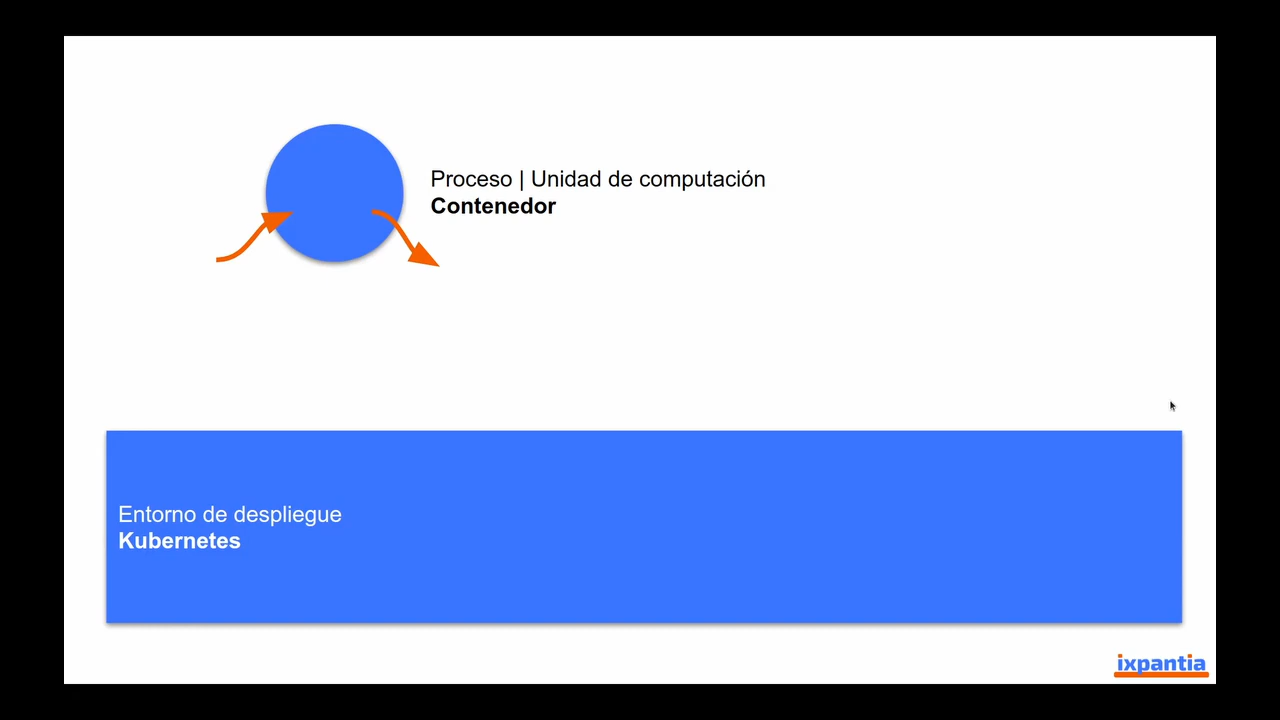 Proceso | Unidad de computación
Contenedor
Entorno de despliegue
Kubernetes
ixpantia